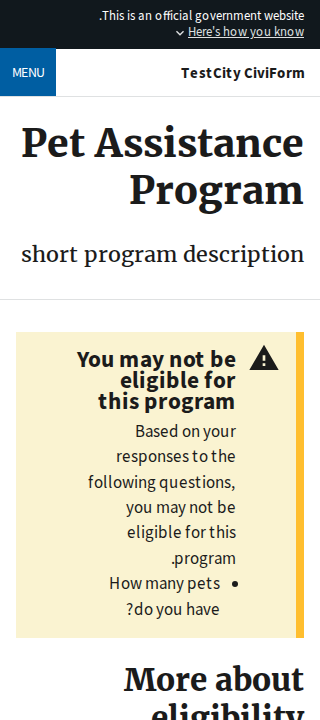 .This is an official government website
Here's how you know
MENU
TestCity CiviForm
Pet Assistance
Program
short program description
You may not be
eligible for
this program
Based on your
responses to the
following questions,
you may not be
eligible for this
.program
How many pets
?do you have
More about
eligibility